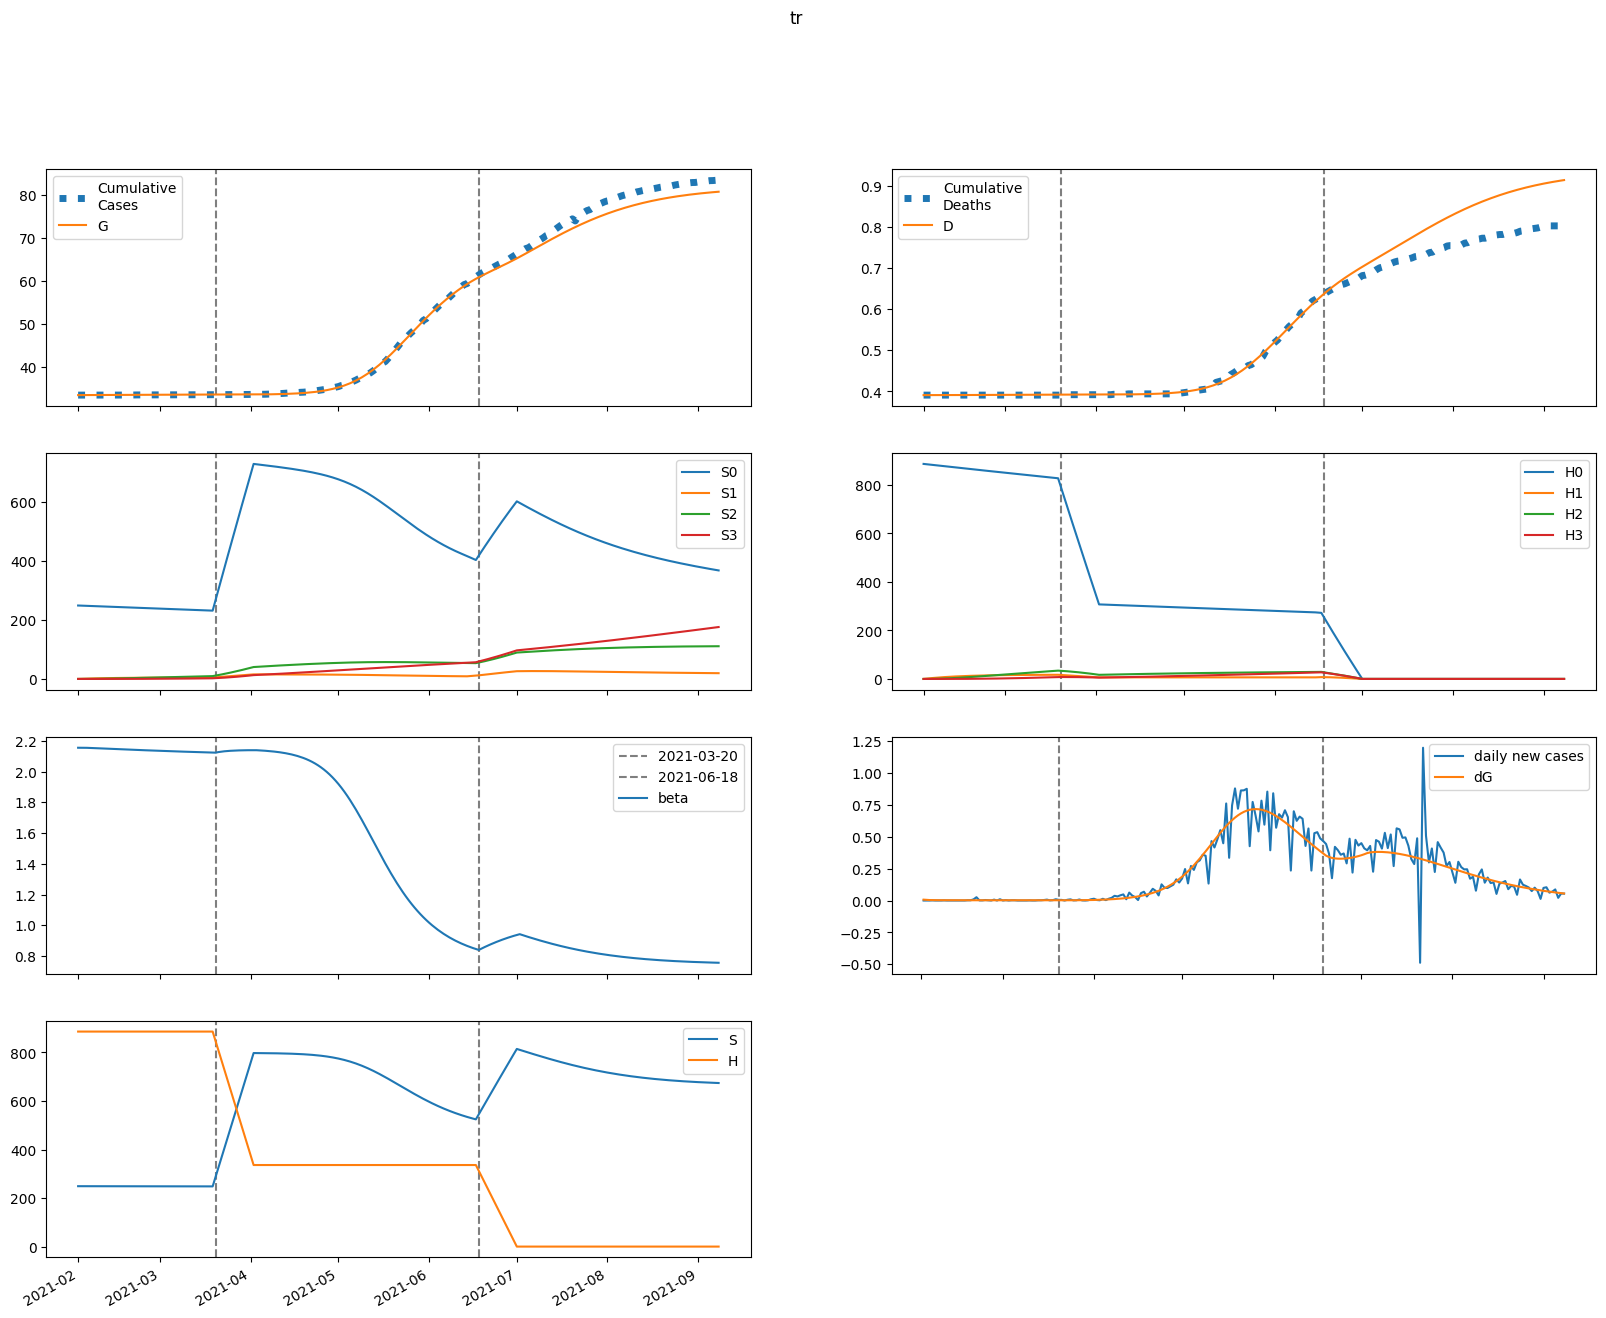 tr
Cumulative
Cases
G
80
70
60
50
40
Cumulative
Deaths
D
0.9
0.8
0.7
0.6
0.5
0.4
S0
S1
S2
S3
600
400
200
0
H0
H1
H2
H3
800
600
400
200
0
2021-03-20
2021-06-18
beta
2.2
2.0
1.8
1.6
1.4
1.2
1.0
0.8
daily new cases
dG
1.25
1.00
0.75
0.50
0.25
0.00
−0.25
−0.50
S
H
800
600
400
200
0
2021-02
2021-03
2021-04
2021-05
2021-06
2021-07
2021-08
2021-09